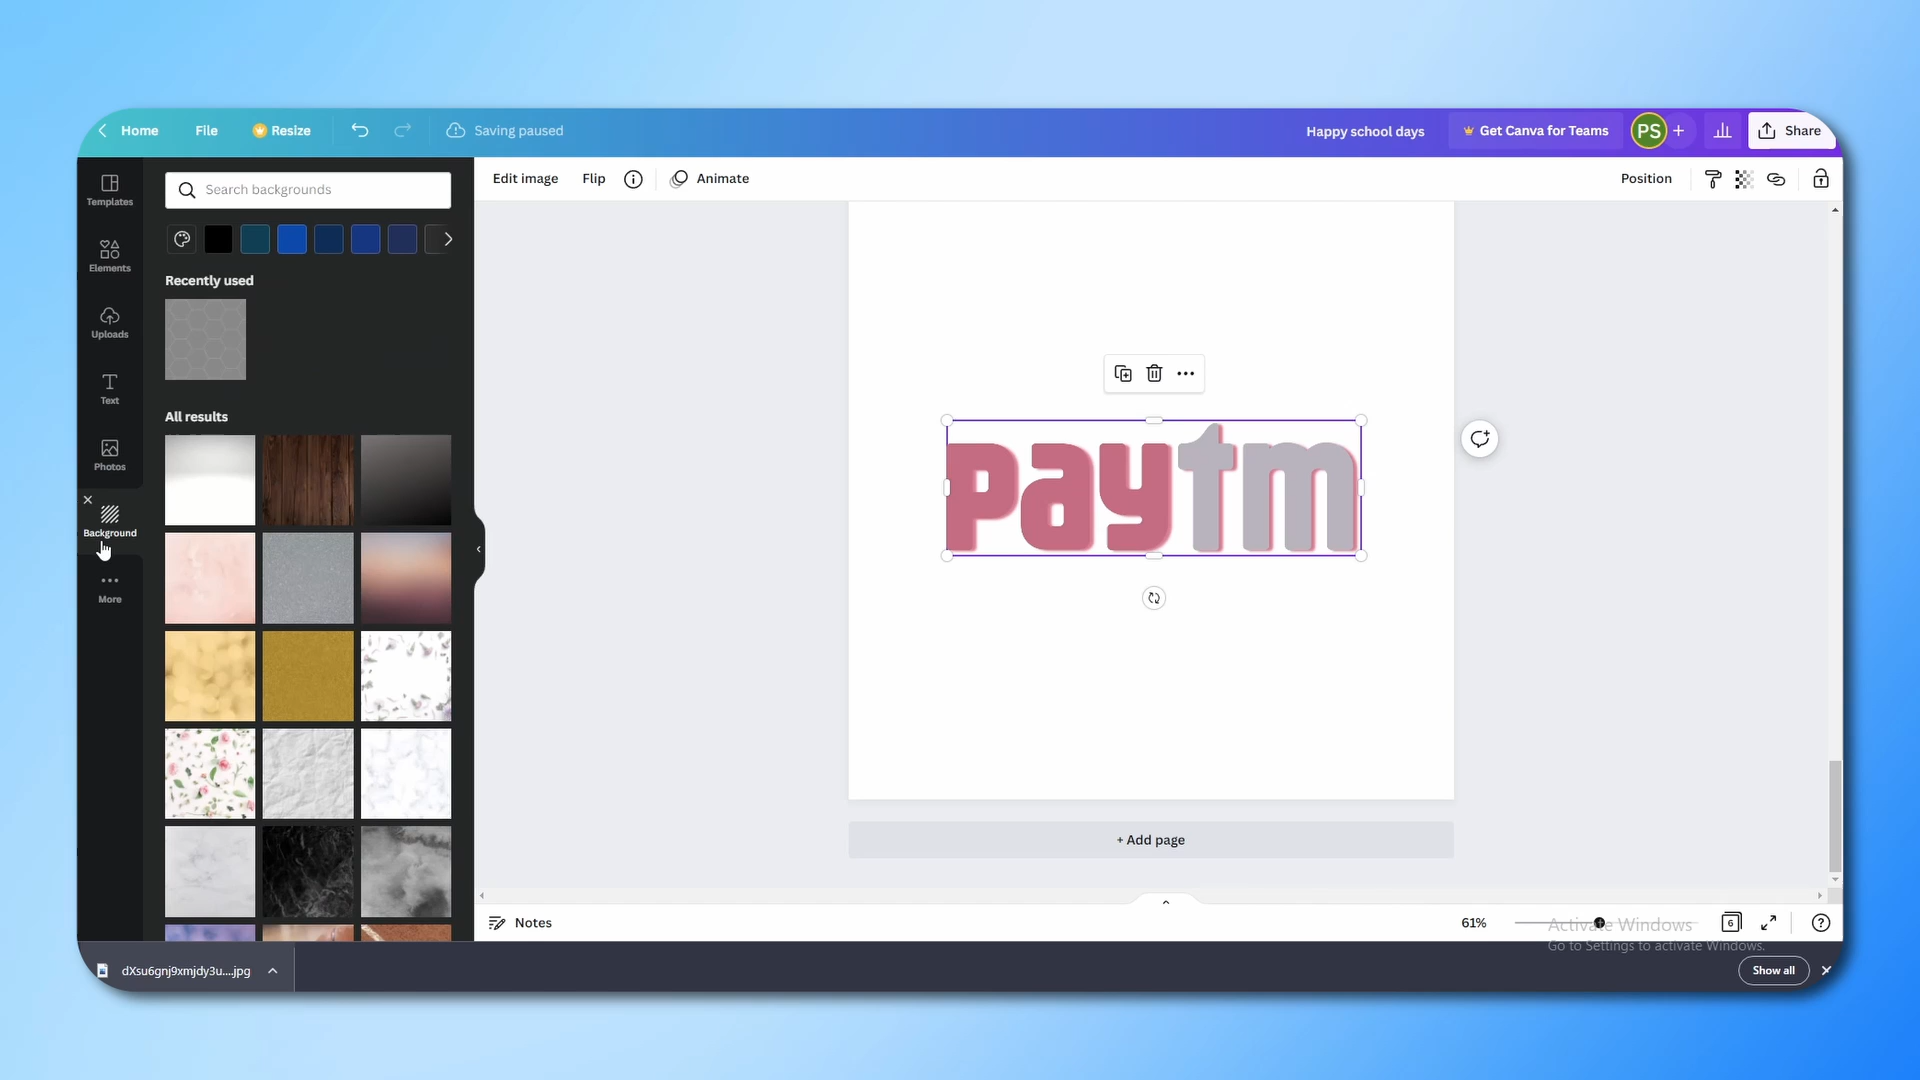 Home File Resize Saving paused Happy school days Get Canva for Teams PS + Share
Templates
Elements
Uploads
Text
Photos
Background
More
Search backgrounds
Recently used
All results
Edit image Flip Animate Position
paytm
+ Add page
Notes 61% 6 ?
Activate Windows
Go to Settings to activate Windows.
dXsu6gnj9xmjdy3u....jpg Show all